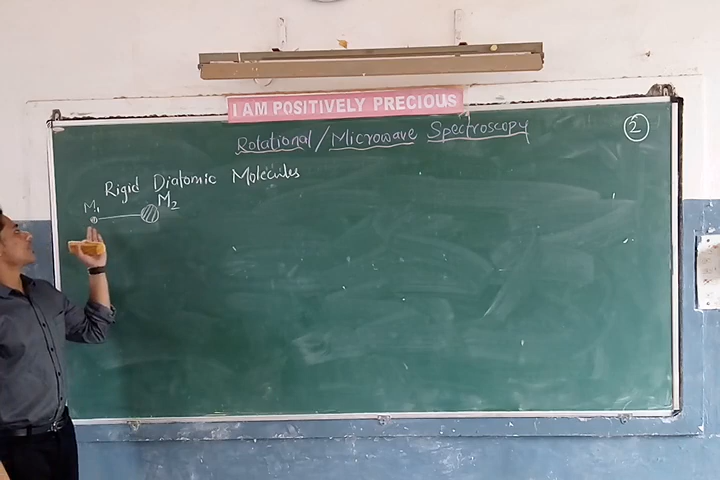 I AM POSITIVELY PRECIOUS
Rotational/Microwave Spectroscopy
2
Rigid Diatomic Molecules
M1
M2